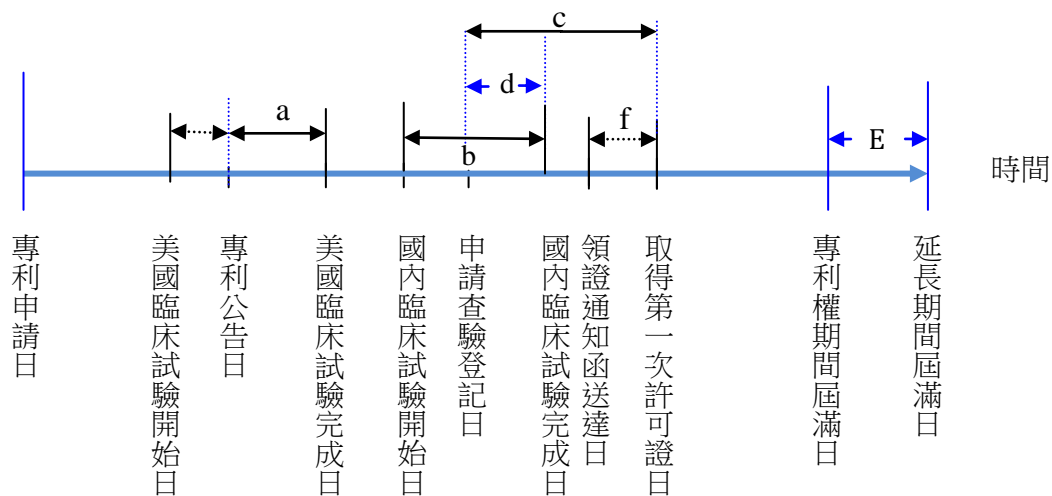 c
d
a
f
b
E
時間
專利申請日
美國臨床試驗開始日
專利公告日
美國臨床試驗完成日
國內臨床試驗開始日
申請查驗登記日
國內臨床試驗完成日
領證通知函送達日
取得第一次許可證日
專利權期間屆滿日
延長期間屆滿日